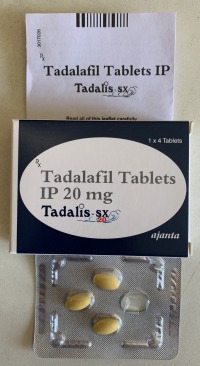 Rx
Tadalafil Tablets IP
Tadalis-sx
Read all of this leaflet carefully
1 x 4 Tablets
Rx
Tadalafil Tablets
IP 20 mg
Tadalis-sx
20
ajanta